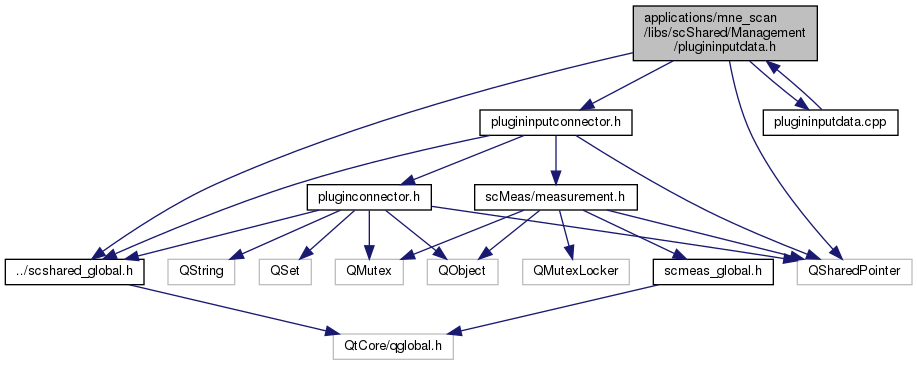 applications/mne_scan
/libs/scShared/Management
/plugininputdata.h
plugininputconnector.h
plugininputdata.cpp
pluginconnector.h
scMeas/measurement.h
../scshared_global.h
QString
QSet
QMutex
QObject
QMutexLocker
scmeas_global.h
QSharedPointer
QtCore/qglobal.h